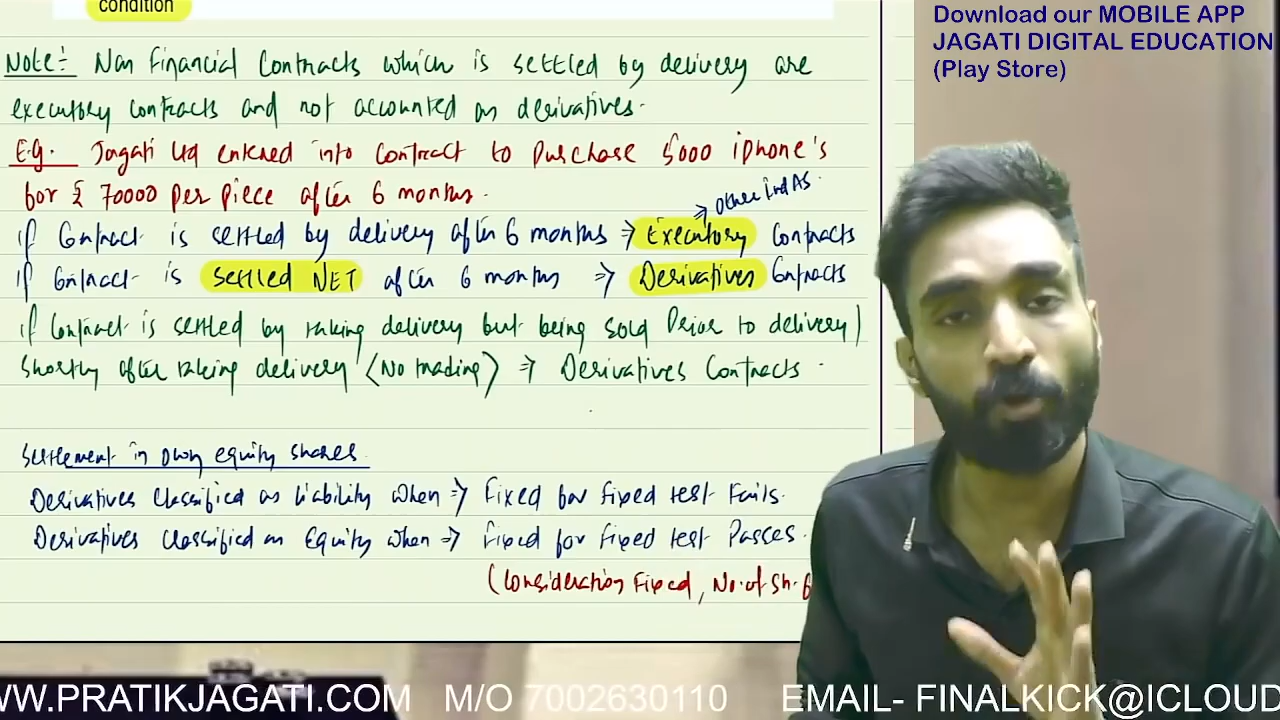 condition
Download our MOBILE APP
JAGATI DIGITAL EDUCATION
(Play Store)
Note:- Non Financial Contracts which is settled by delivery are
executory contracts and not accounted as derivatives.
E.g. Jagati Ltd entered into contract to purchase 5000 iphone's
for ₹ 70000 per piece after 6 months.
⇒ Other Ind AS.
if Contract is settled by delivery after 6 months ⇒ Executory Contracts
if Contract is settled NET after 6 months ⇒ Derivatives Contracts
if Contract is settled by taking delivery but being sold Prior to delivery /
shortly after taking delivery (No trading) ⇒ Derivatives Contracts.
Settlement in own equity shares
Derivatives classified as liability when ⇒ Fixed for fixed test Fails.
Derivatives classified as Equity when ⇒ Fixed for fixed test Passes.
(Consideration Fixed, No. of Sh.
WW.PRATIKJAGATI.COM M/O 7002630110 EMAIL- FINALKICK@ICLOUD